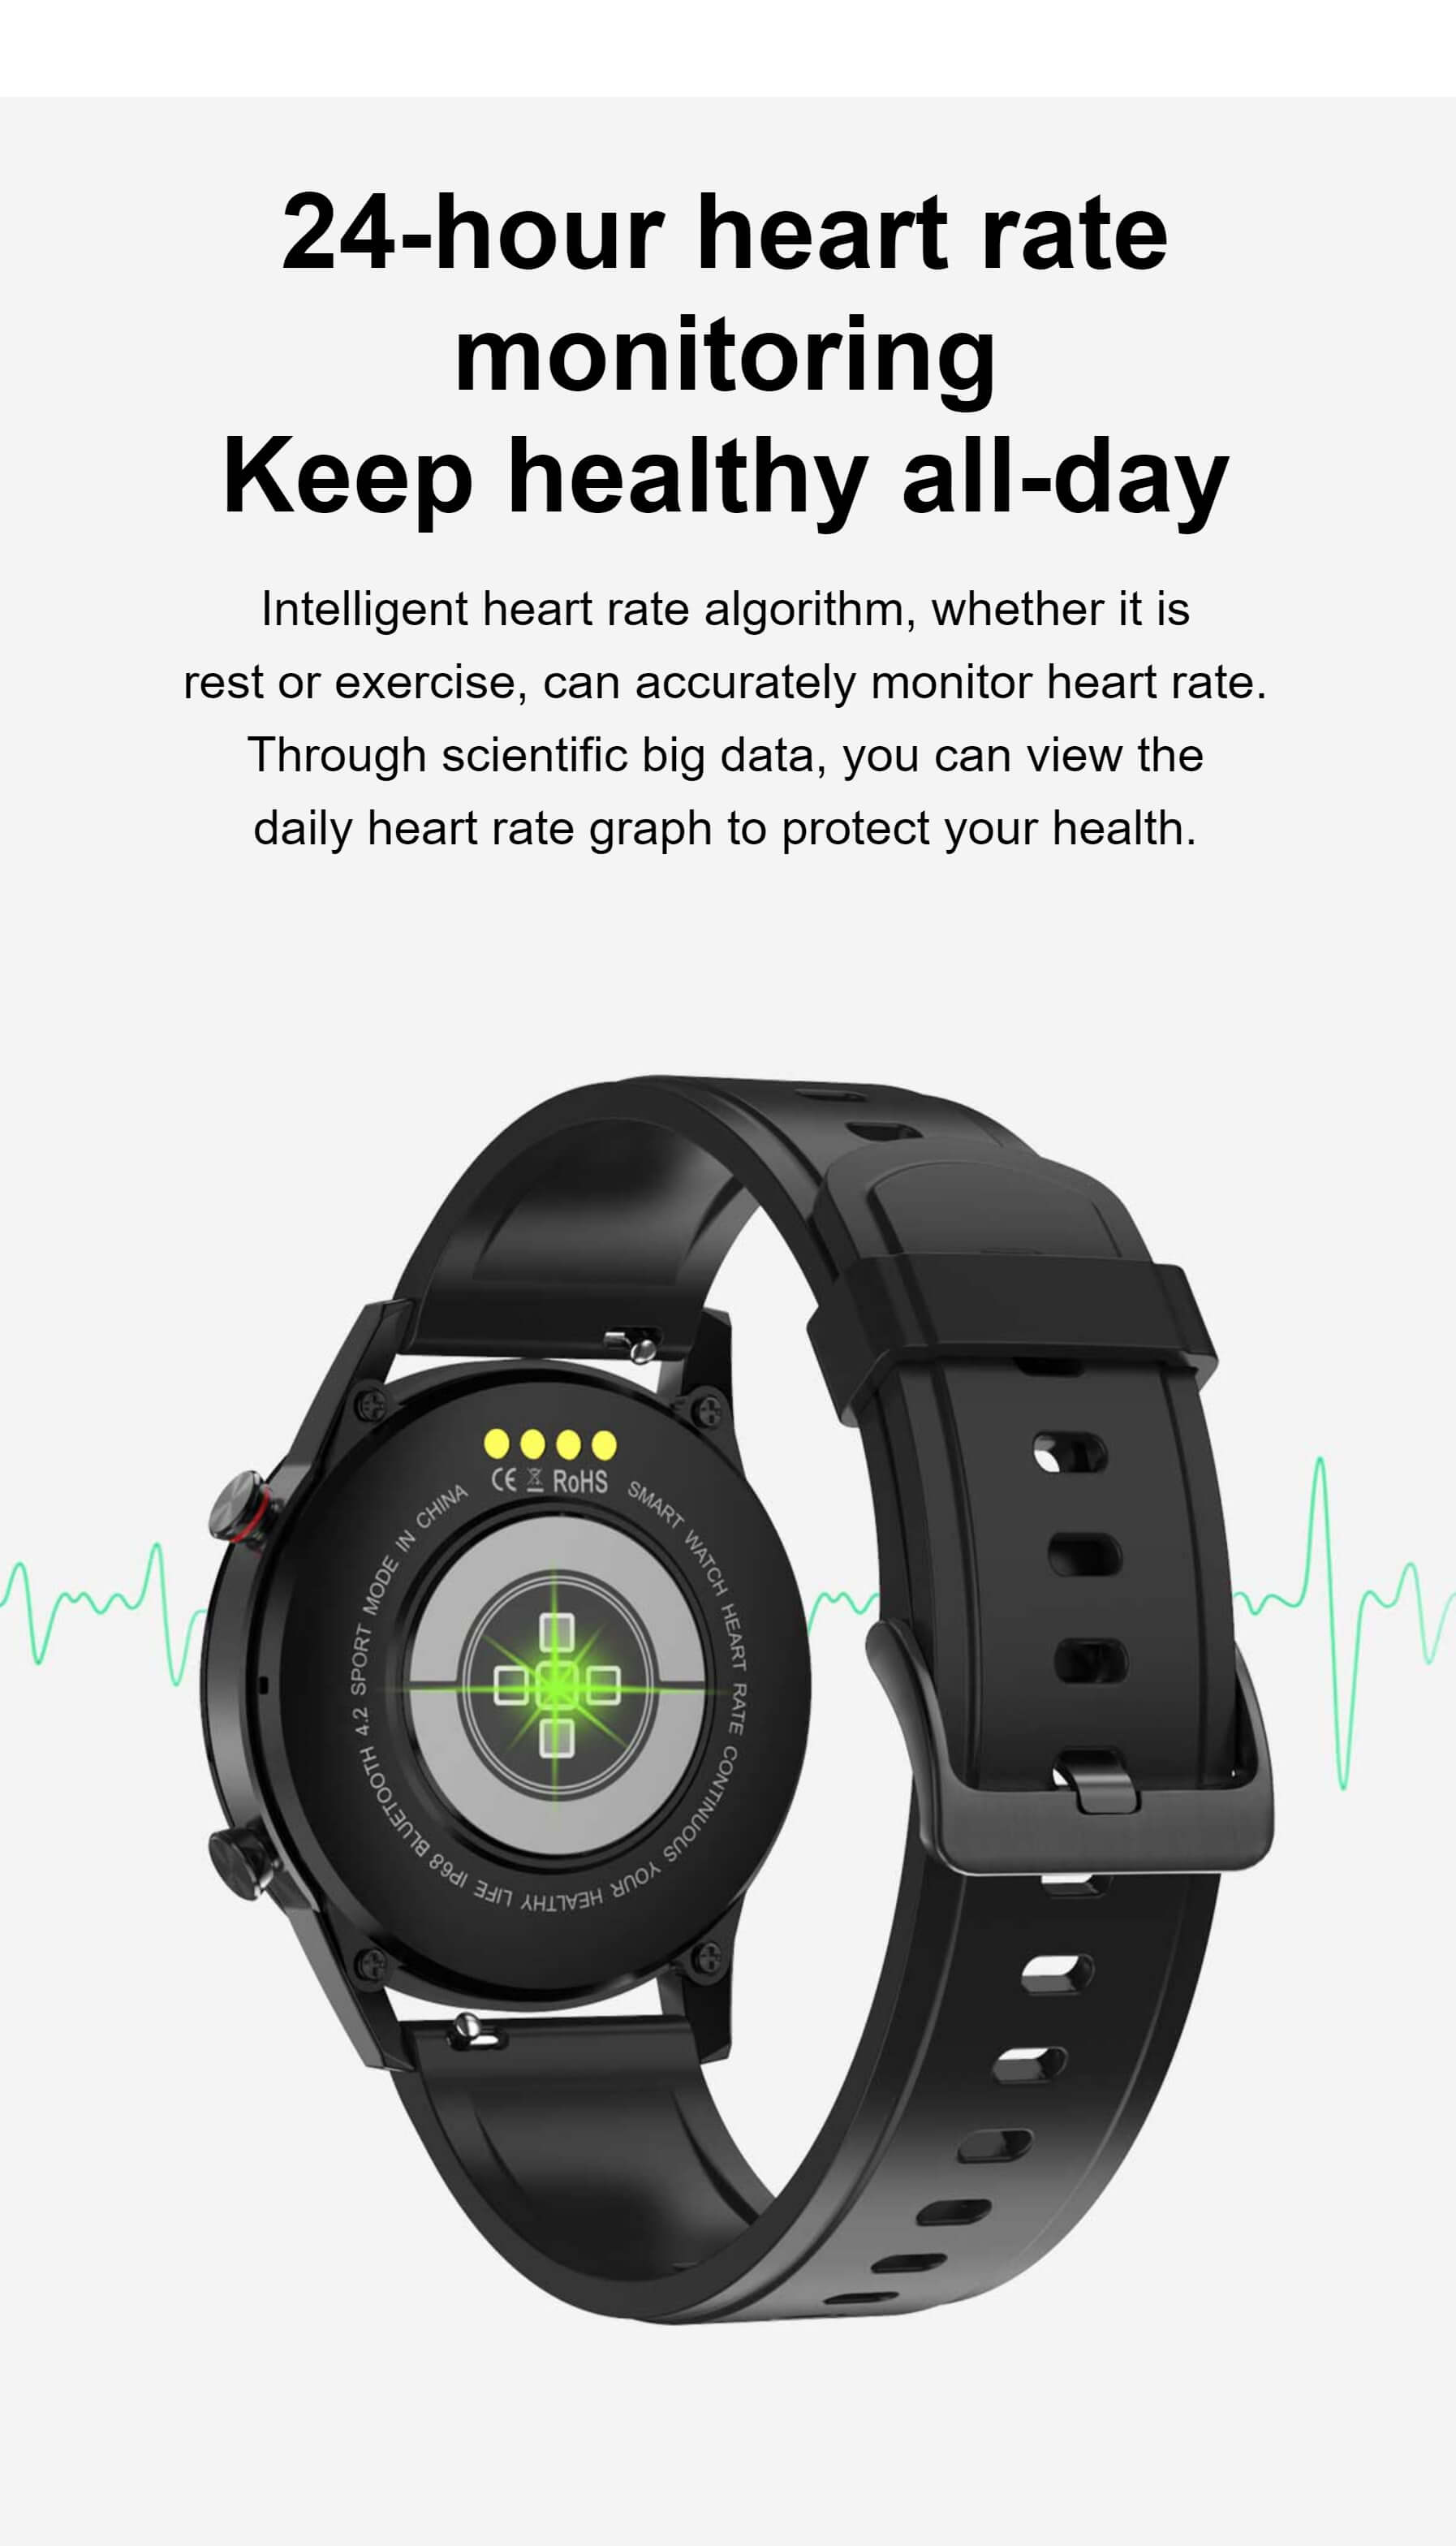 24-hour heart rate
monitoring
Keep healthy all-day
Intelligent heart rate algorithm, whether it is
rest or exercise, can accurately monitor heart rate.
Through scientific big data, you can view the
daily heart rate graph to protect your health.
CE RoHS
SMART WATCH HEART RATE CONTINUOUS YOUR HEALTHY LIFE IP68 BLUETOOTH 4.2 SPORT MODE IN CHINA